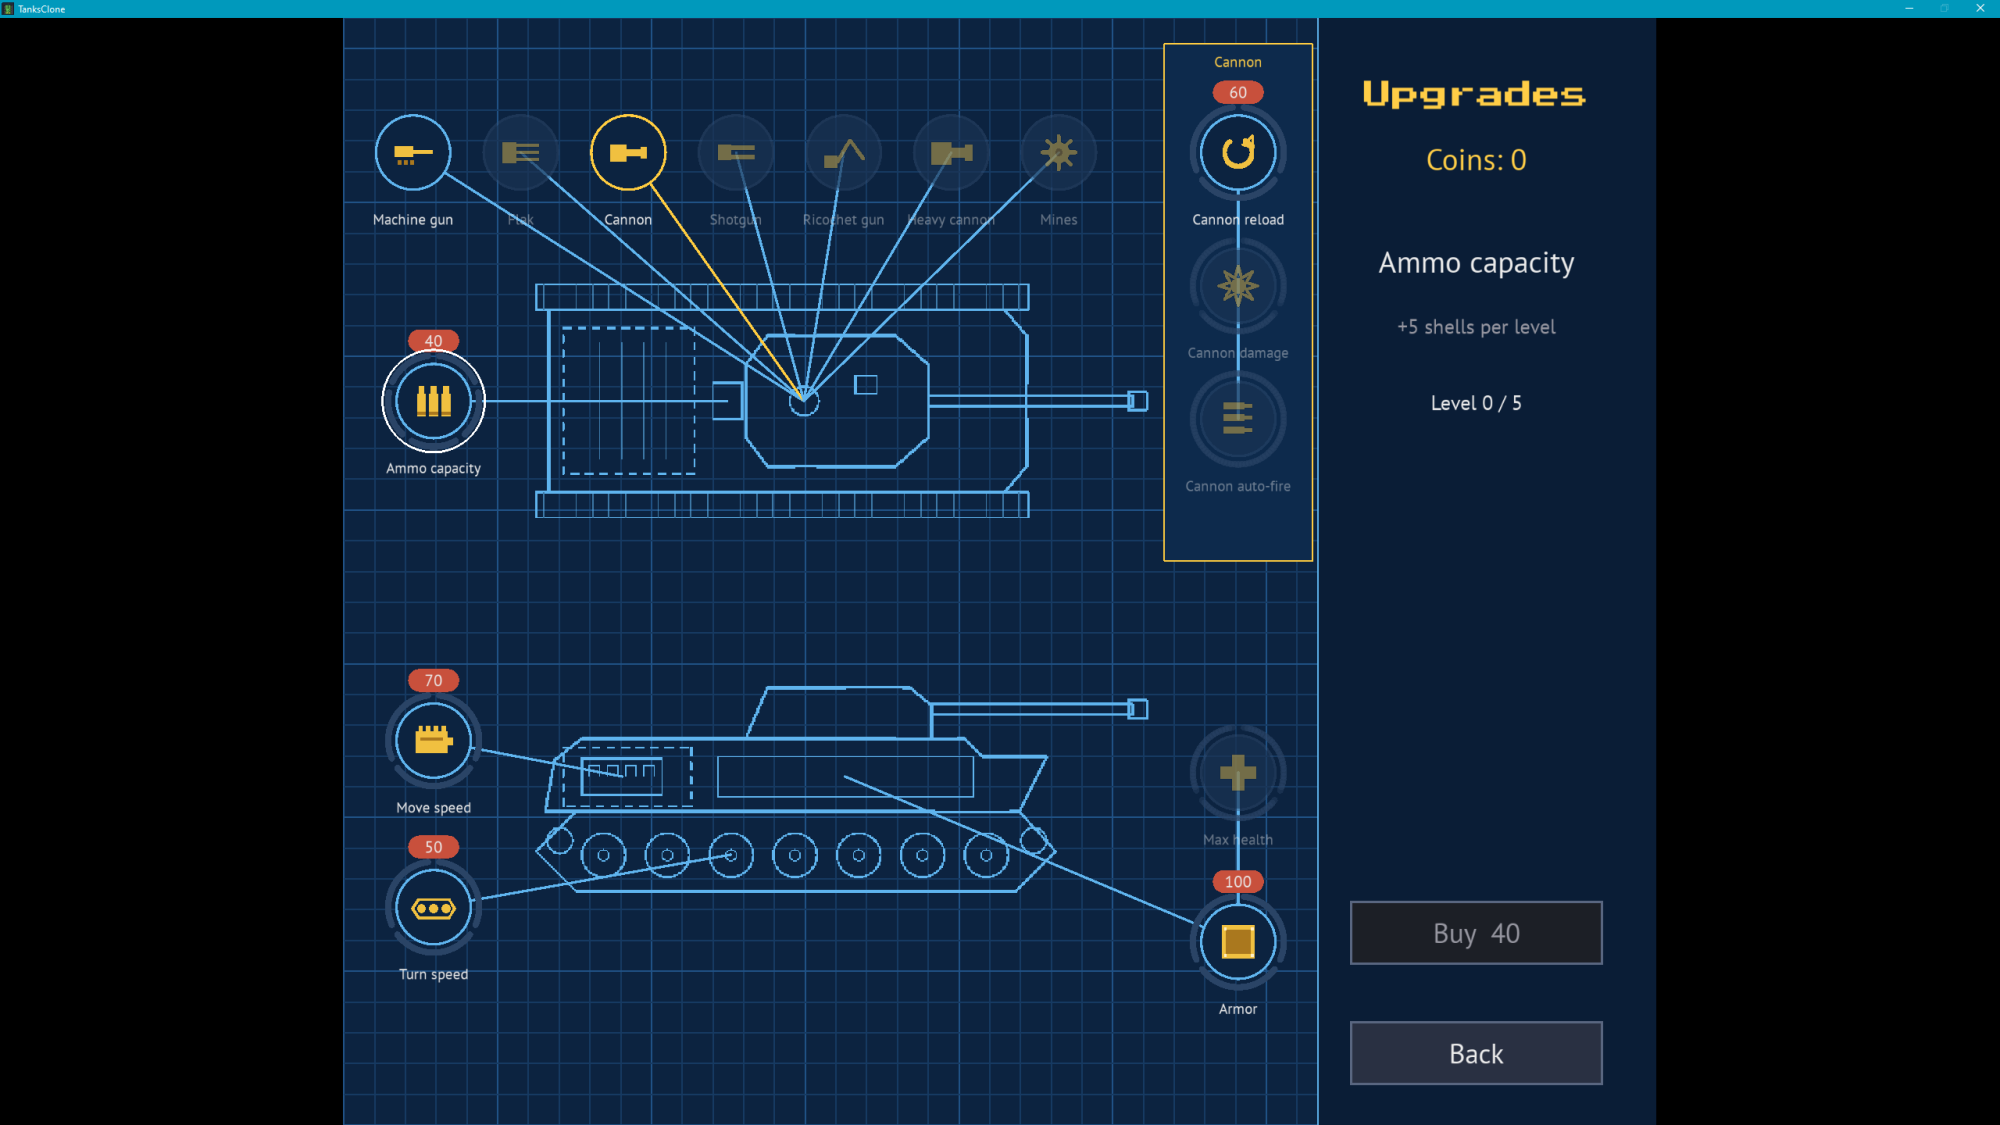 TanksClone
Cannon
60
Upgrades
Coins: 0
Machine gun
Flak
Cannon
Shotgun
Ricochet gun
Heavy cannon
Mines
Cannon reload
Ammo capacity
+5 shells per level
Level 0 / 5
40
Cannon damage
Ammo capacity
Cannon auto-fire
70
Move speed
Max health
50
100
Turn speed
Armor
Buy 40
Back